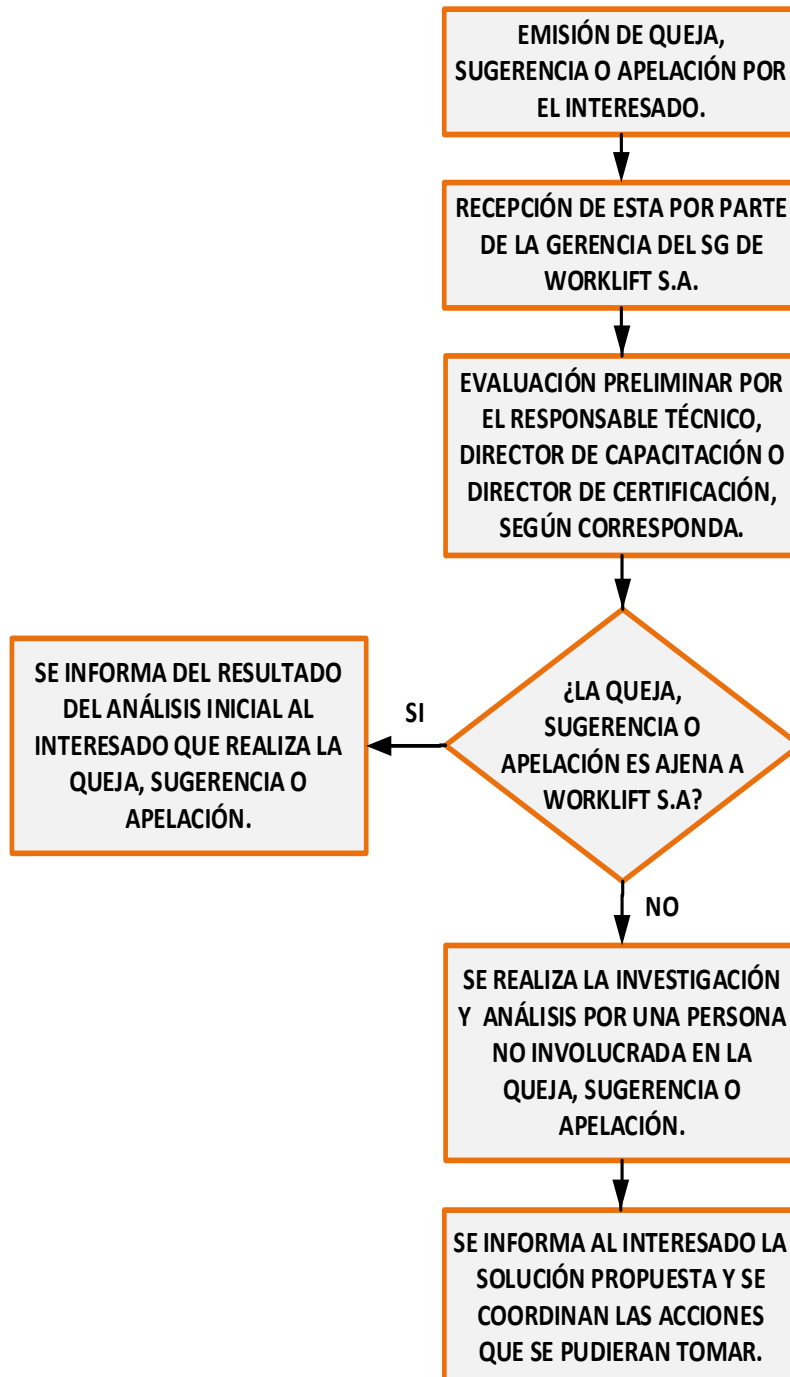 EMISIÓN DE QUEJA,
SUGERENCIA O APELACIÓN POR
EL INTERESADO.
RECEPCIÓN DE ESTA POR PARTE
DE LA GERENCIA DEL SG DE
WORKLIFT S.A.
EVALUACIÓN PRELIMINAR POR
EL RESPONSABLE TÉCNICO,
DIRECTOR DE CAPACITACIÓN O
DIRECTOR DE CERTIFICACIÓN,
SEGÚN CORRESPONDA.
¿LA QUEJA,
SUGERENCIA O
APELACIÓN ES AJENA A
WORKLIFT S.A?
SI
SE INFORMA DEL RESULTADO
DEL ANÁLISIS INICIAL AL
INTERESADO QUE REALIZA LA
QUEJA, SUGERENCIA O
APELACIÓN.
NO
SE REALIZA LA INVESTIGACIÓN
Y ANÁLISIS POR UNA PERSONA
NO INVOLUCRADA EN LA
QUEJA, SUGERENCIA O
APELACIÓN.
SE INFORMA AL INTERESADO LA
SOLUCIÓN PROPUESTA Y SE
COORDINAN LAS ACCIONES
QUE SE PUDIERAN TOMAR.